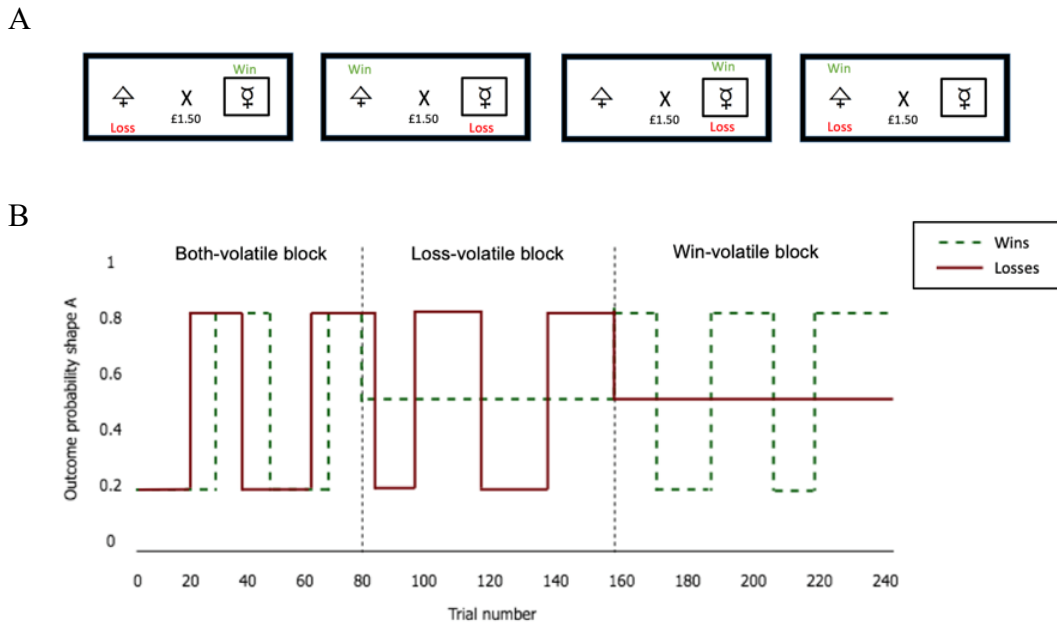 A
Win
X
£1.50
Loss
Win
X
£1.50
Loss
Win
X
£1.50
Loss
Win
X
£1.50
Loss
B
Both-volatile block
Loss-volatile block
Win-volatile block
Wins
Losses
Outcome probability shape A
1
0.8
0.6
0.4
0.2
0
0 20 40 60 80 100 120 140 160 180 200 220 240
Trial number